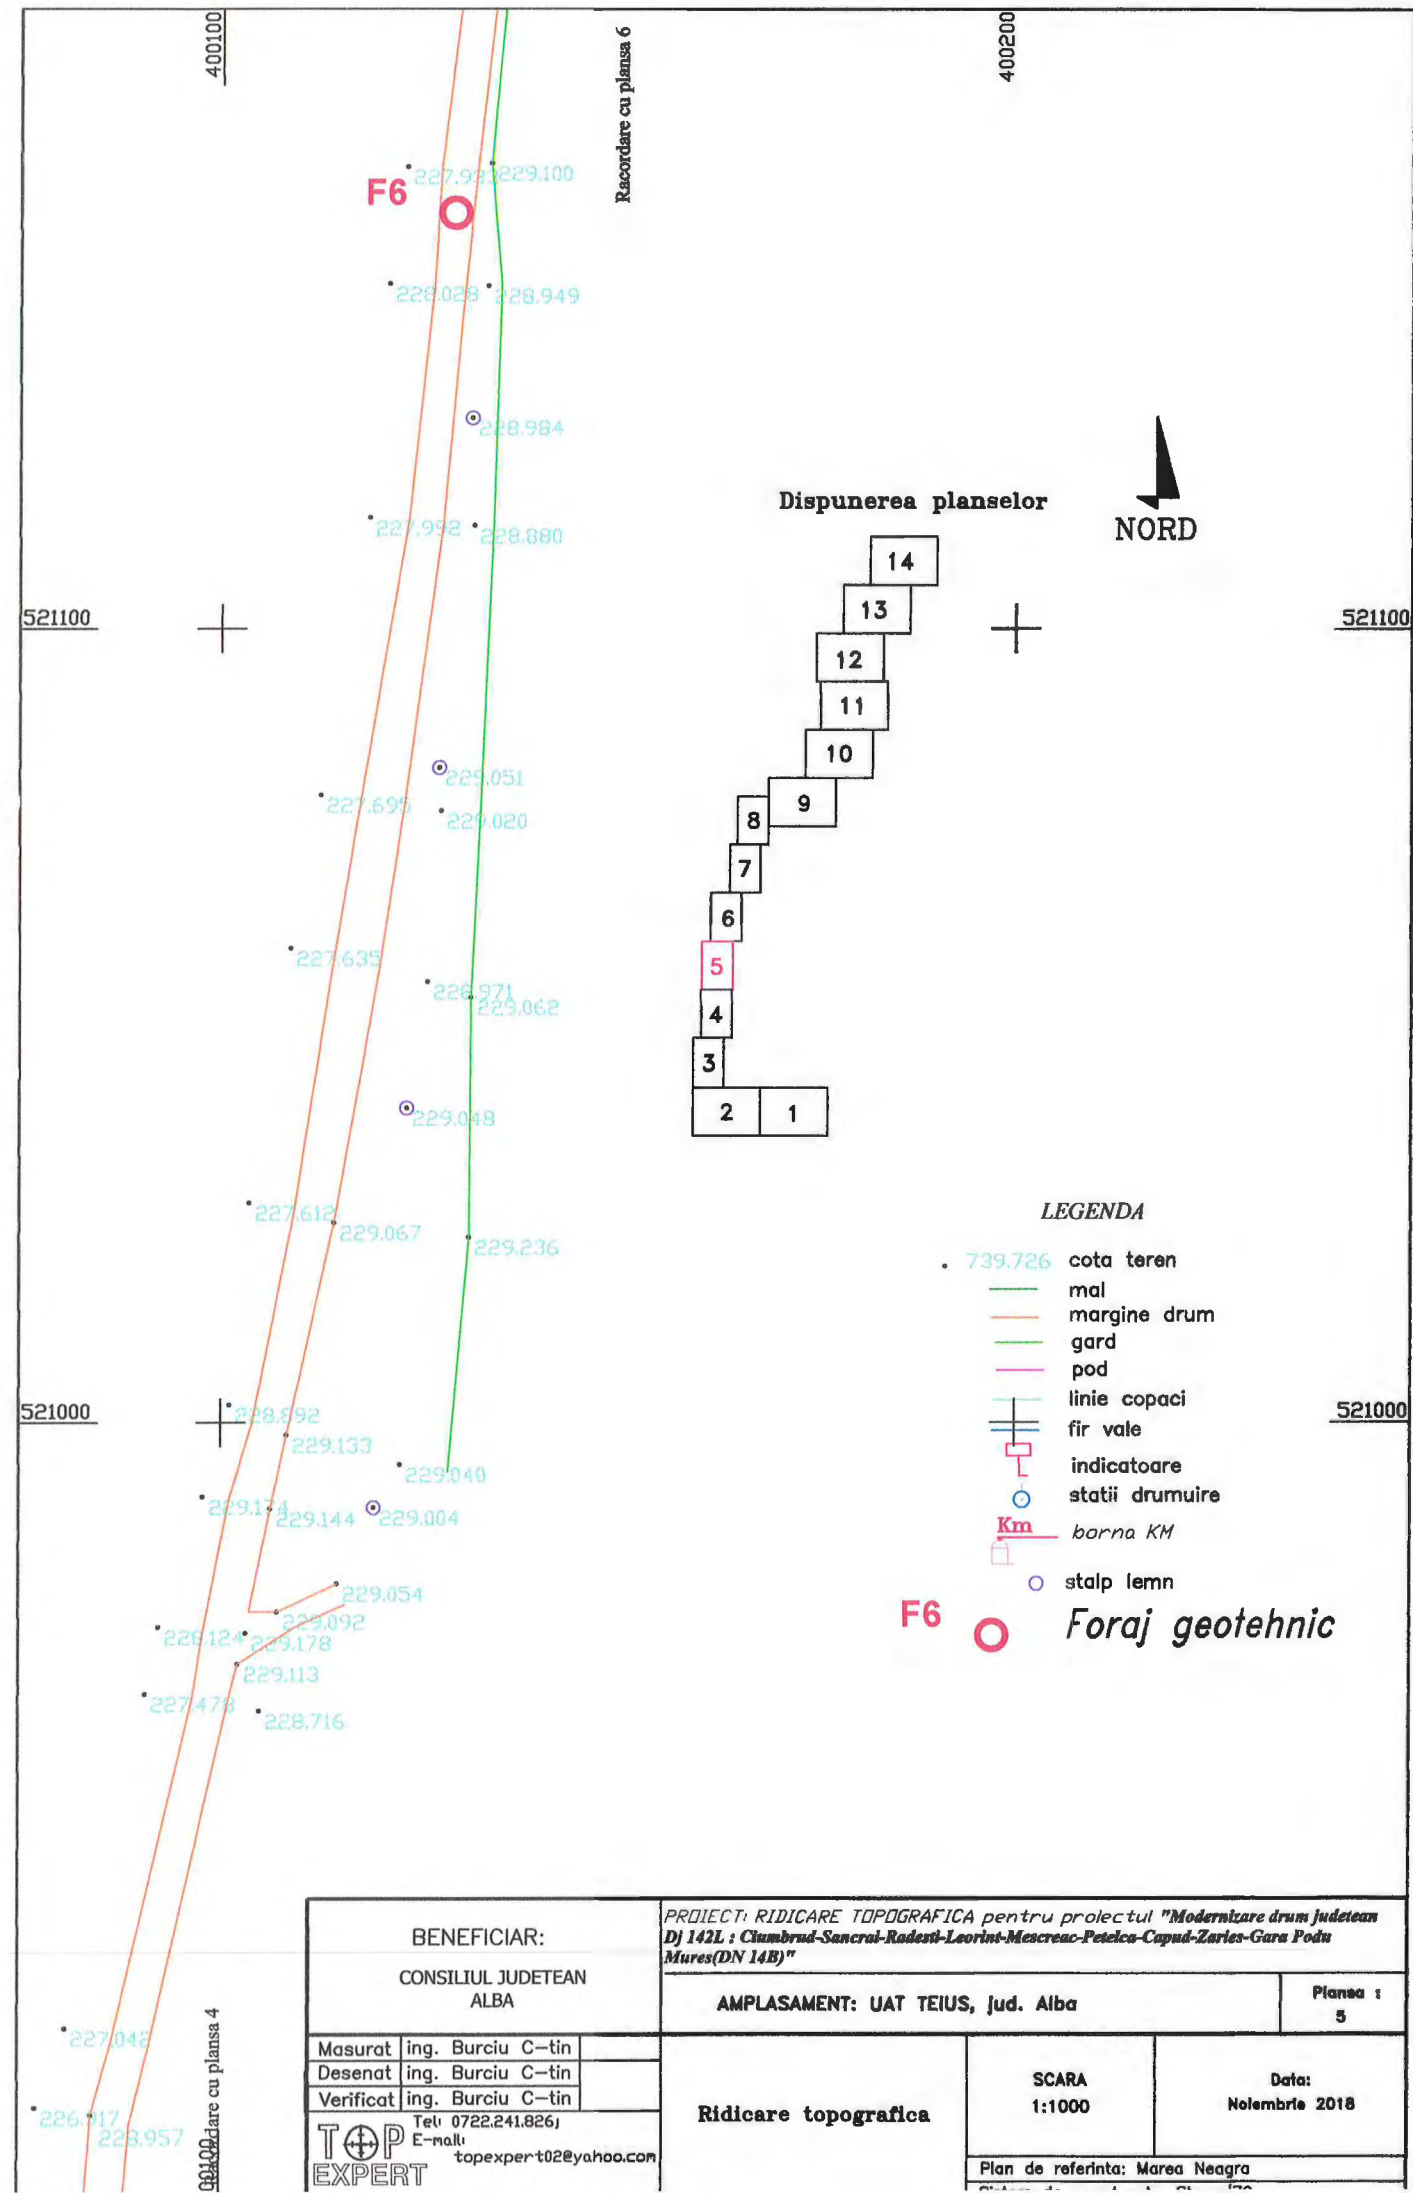 400100
Racordare cu plansa 6
400200
229.100
F6
228.028
228.949
228.984
227.992
228.880
Dispunerea planselor
NORD
14
13
12
11
10
9
8
7
6
5
4
3
2
1
521100
521100
229.051
227.695
229.020
227.635
228.971
229.062
229.048
227.612
229.067
229.236
LEGENDA
739.726 cota teren
mal
margine drum
gard
pod
linie copaci
fir vale
indicatoare
statii drumuire
Km borna KM
stalp lemn
F6 Foraj geotehnic
521000
521000
228.892
229.133
229.040
229.144
229.004
229.054
229.092
228.124
229.178
229.113
227.478
228.716
227.042
226.917
228.957
BENEFICIAR:
CONSILIUL JUDETEAN
ALBA
PROIECT: RIDICARE TOPOGRAFICA pentru proiectul "Modernizare drum judetean
Dj 142L : Ciumbrud-Sancrai-Radesti-Leorint-Mescreac-Petelca-Capud-Zaries-Gara Podu
Mures(DN 14B)"
AMPLASAMENT: UAT TEIUS, jud. Alba
Plansa :
5
Masurat ing. Burciu C-tin
Desenat ing. Burciu C-tin
Verificat ing. Burciu C-tin
TOP
EXPERT
Tel: 0722.241.826;
E-mail:
topexpert02@yahoo.com
Ridicare topografica
SCARA
1:1000
Data:
Noiembrie 2018
Plan de referinta: Marea Neagra
cu plansa 4